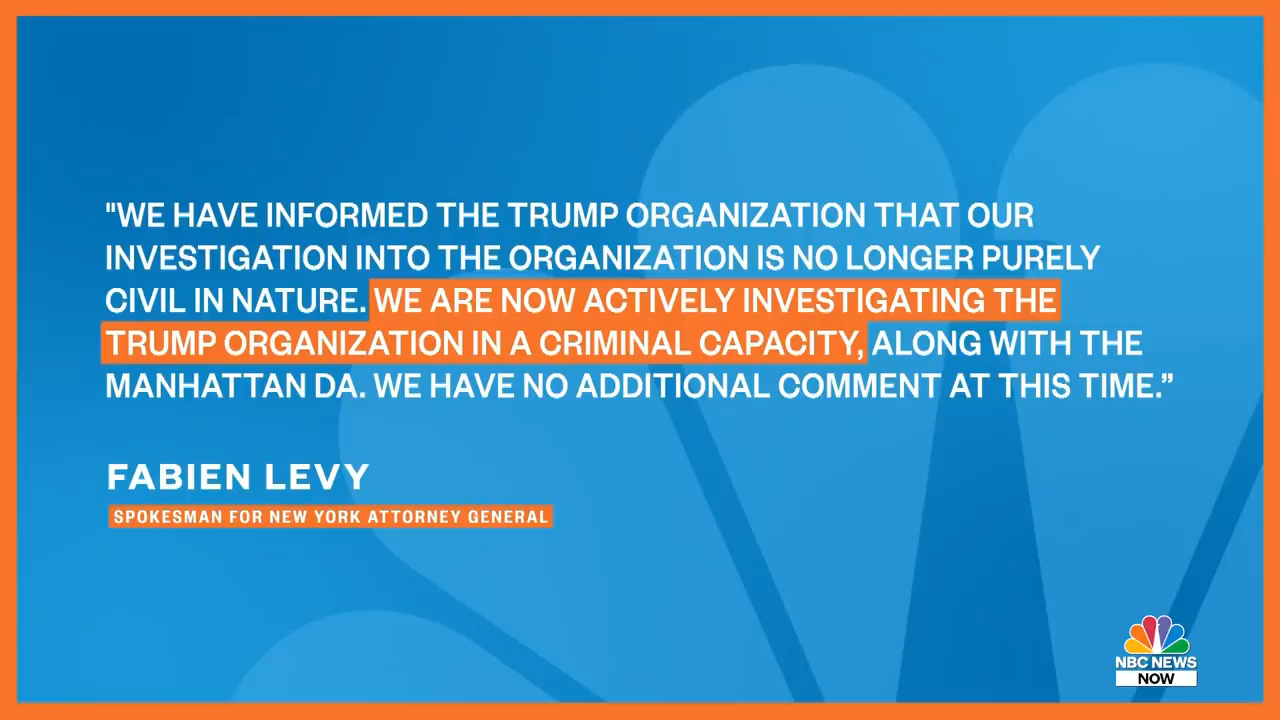 "WE HAVE INFORMED THE TRUMP ORGANIZATION THAT OUR
INVESTIGATION INTO THE ORGANIZATION IS NO LONGER PURELY
CIVIL IN NATURE. WE ARE NOW ACTIVELY INVESTIGATING THE
TRUMP ORGANIZATION IN A CRIMINAL CAPACITY, ALONG WITH THE
MANHATTAN DA. WE HAVE NO ADDITIONAL COMMENT AT THIS TIME.”
FABIEN LEVY
SPOKESMAN FOR NEW YORK ATTORNEY GENERAL
NBC NEWS
NOW